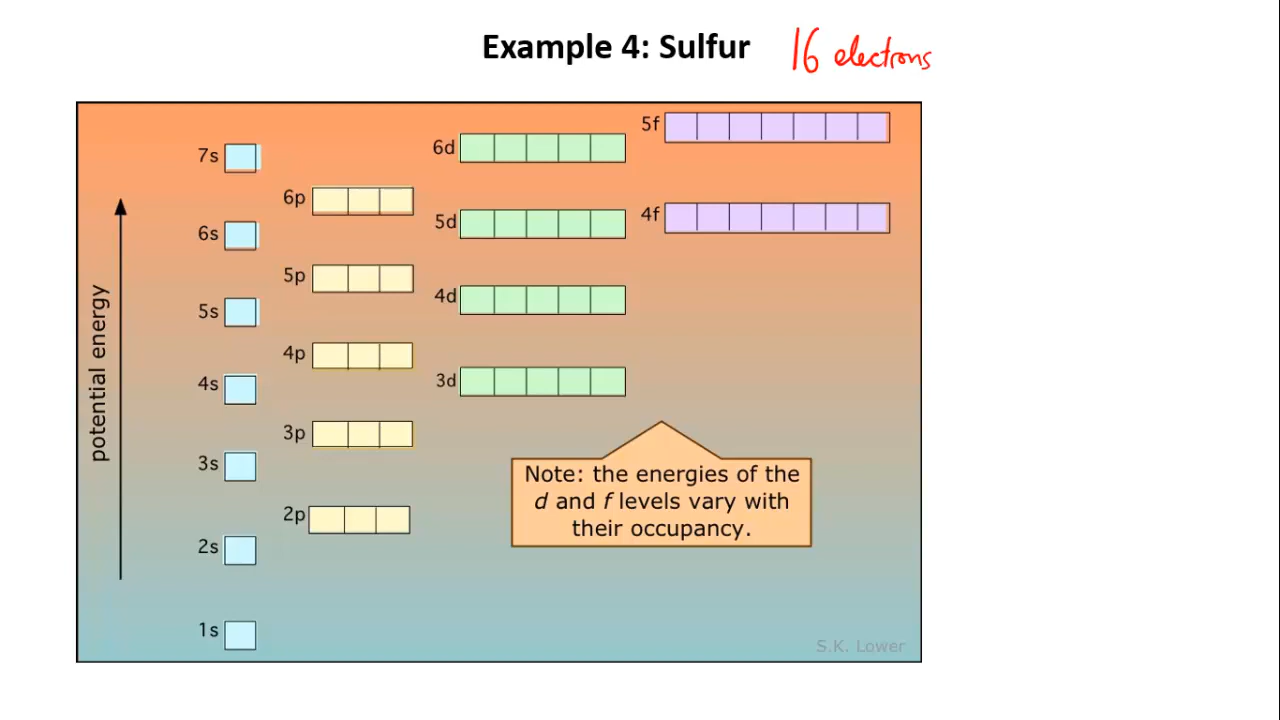 Example 4: Sulfur 16 electrons
5f
6d
7s
6p
4f
5d
6s
5p
4d
5s
4p
3d
4s
3p
3s
Note: the energies of the
d and f levels vary with
their occupancy.
2p
2s
1s
potential energy
S.K. Lower